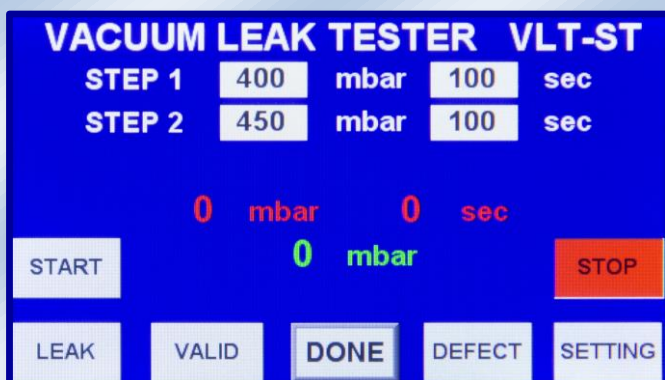 VACUUM LEAK TESTER VLT-ST
STEP 1 400 mbar 100 sec
STEP 2 450 mbar 100 sec
0 mbar 0 sec
0 mbar
START STOP
LEAK VALID DONE DEFECT SETTING